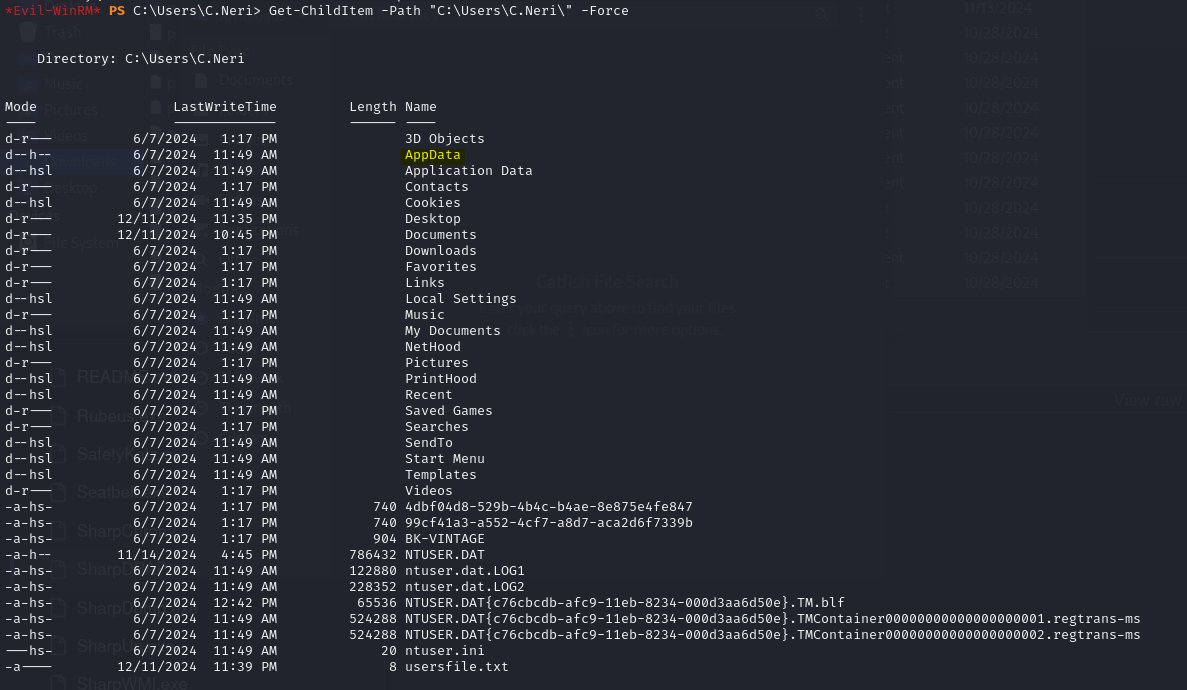 *Evil-WinRM* PS C:\Users\C.Neri> Get-ChildItem -Path "C:\Users\C.Neri\" -Force
Directory: C:\Users\C.Neri
Mode LastWriteTime Length Name
---- ------------- ------ ----
d-r--- 6/7/2024 1:17 PM 3D Objects
d--h-- 6/7/2024 11:49 AM AppData
d--hsl 6/7/2024 11:49 AM Application Data
d-r--- 6/7/2024 1:17 PM Contacts
d--hsl 6/7/2024 11:49 AM Cookies
d-r--- 12/11/2024 11:35 PM Desktop
d-r--- 12/11/2024 10:45 PM Documents
d-r--- 6/7/2024 1:17 PM Downloads
d-r--- 6/7/2024 1:17 PM Favorites
d-r--- 6/7/2024 1:17 PM Links
d--hsl 6/7/2024 11:49 AM Local Settings
d-r--- 6/7/2024 1:17 PM Music
d--hsl 6/7/2024 11:49 AM My Documents
d--hsl 6/7/2024 11:49 AM NetHood
d-r--- 6/7/2024 1:17 PM Pictures
d--hsl 6/7/2024 11:49 AM PrintHood
d--hsl 6/7/2024 11:49 AM Recent
d-r--- 6/7/2024 1:17 PM Saved Games
d-r--- 6/7/2024 1:17 PM Searches
d--hsl 6/7/2024 11:49 AM SendTo
d--hsl 6/7/2024 11:49 AM Start Menu
d--hsl 6/7/2024 11:49 AM Templates
d-r--- 6/7/2024 1:17 PM Videos
-a-hs- 6/7/2024 1:17 PM 740 4dbf04d8-529b-4b4c-b4ae-8e875e4fe847
-a-hs- 6/7/2024 1:17 PM 740 99cf41a3-a552-4cf7-a8d7-aca2d6f7339b
-a-hs- 6/7/2024 1:17 PM 904 BK-VINTAGE
-a-h-- 11/14/2024 4:45 PM 786432 NTUSER.DAT
-a-hs- 6/7/2024 11:49 AM 122880 ntuser.dat.LOG1
-a-hs- 6/7/2024 11:49 AM 228352 ntuser.dat.LOG2
-a-hs- 6/7/2024 12:42 PM 65536 NTUSER.DAT{c76cbcdb-afc9-11eb-8234-000d3aa6d50e}.TM.blf
-a-hs- 6/7/2024 11:49 AM 524288 NTUSER.DAT{c76cbcdb-afc9-11eb-8234-000d3aa6d50e}.TMContainer00000000000000000001.regtrans-ms
-a-hs- 6/7/2024 11:49 AM 524288 NTUSER.DAT{c76cbcdb-afc9-11eb-8234-000d3aa6d50e}.TMContainer00000000000000000002.regtrans-ms
---hs- 6/7/2024 11:49 AM 20 ntuser.ini
-a---- 12/11/2024 11:39 PM 8 usersfile.txt